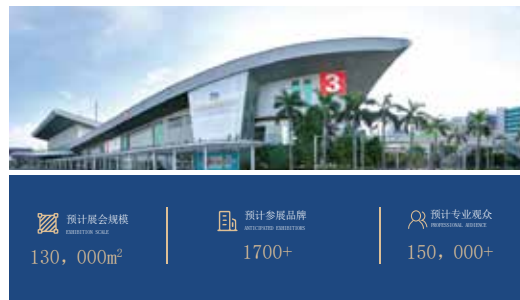 3
预计展会规模
EXHIBITION SCALE
130，000m²
预计参展品牌
ANTICIPATED EXHIBITORS
1700+
预计专业观众
PROFESSIONAL AUDIENCE
150，000+